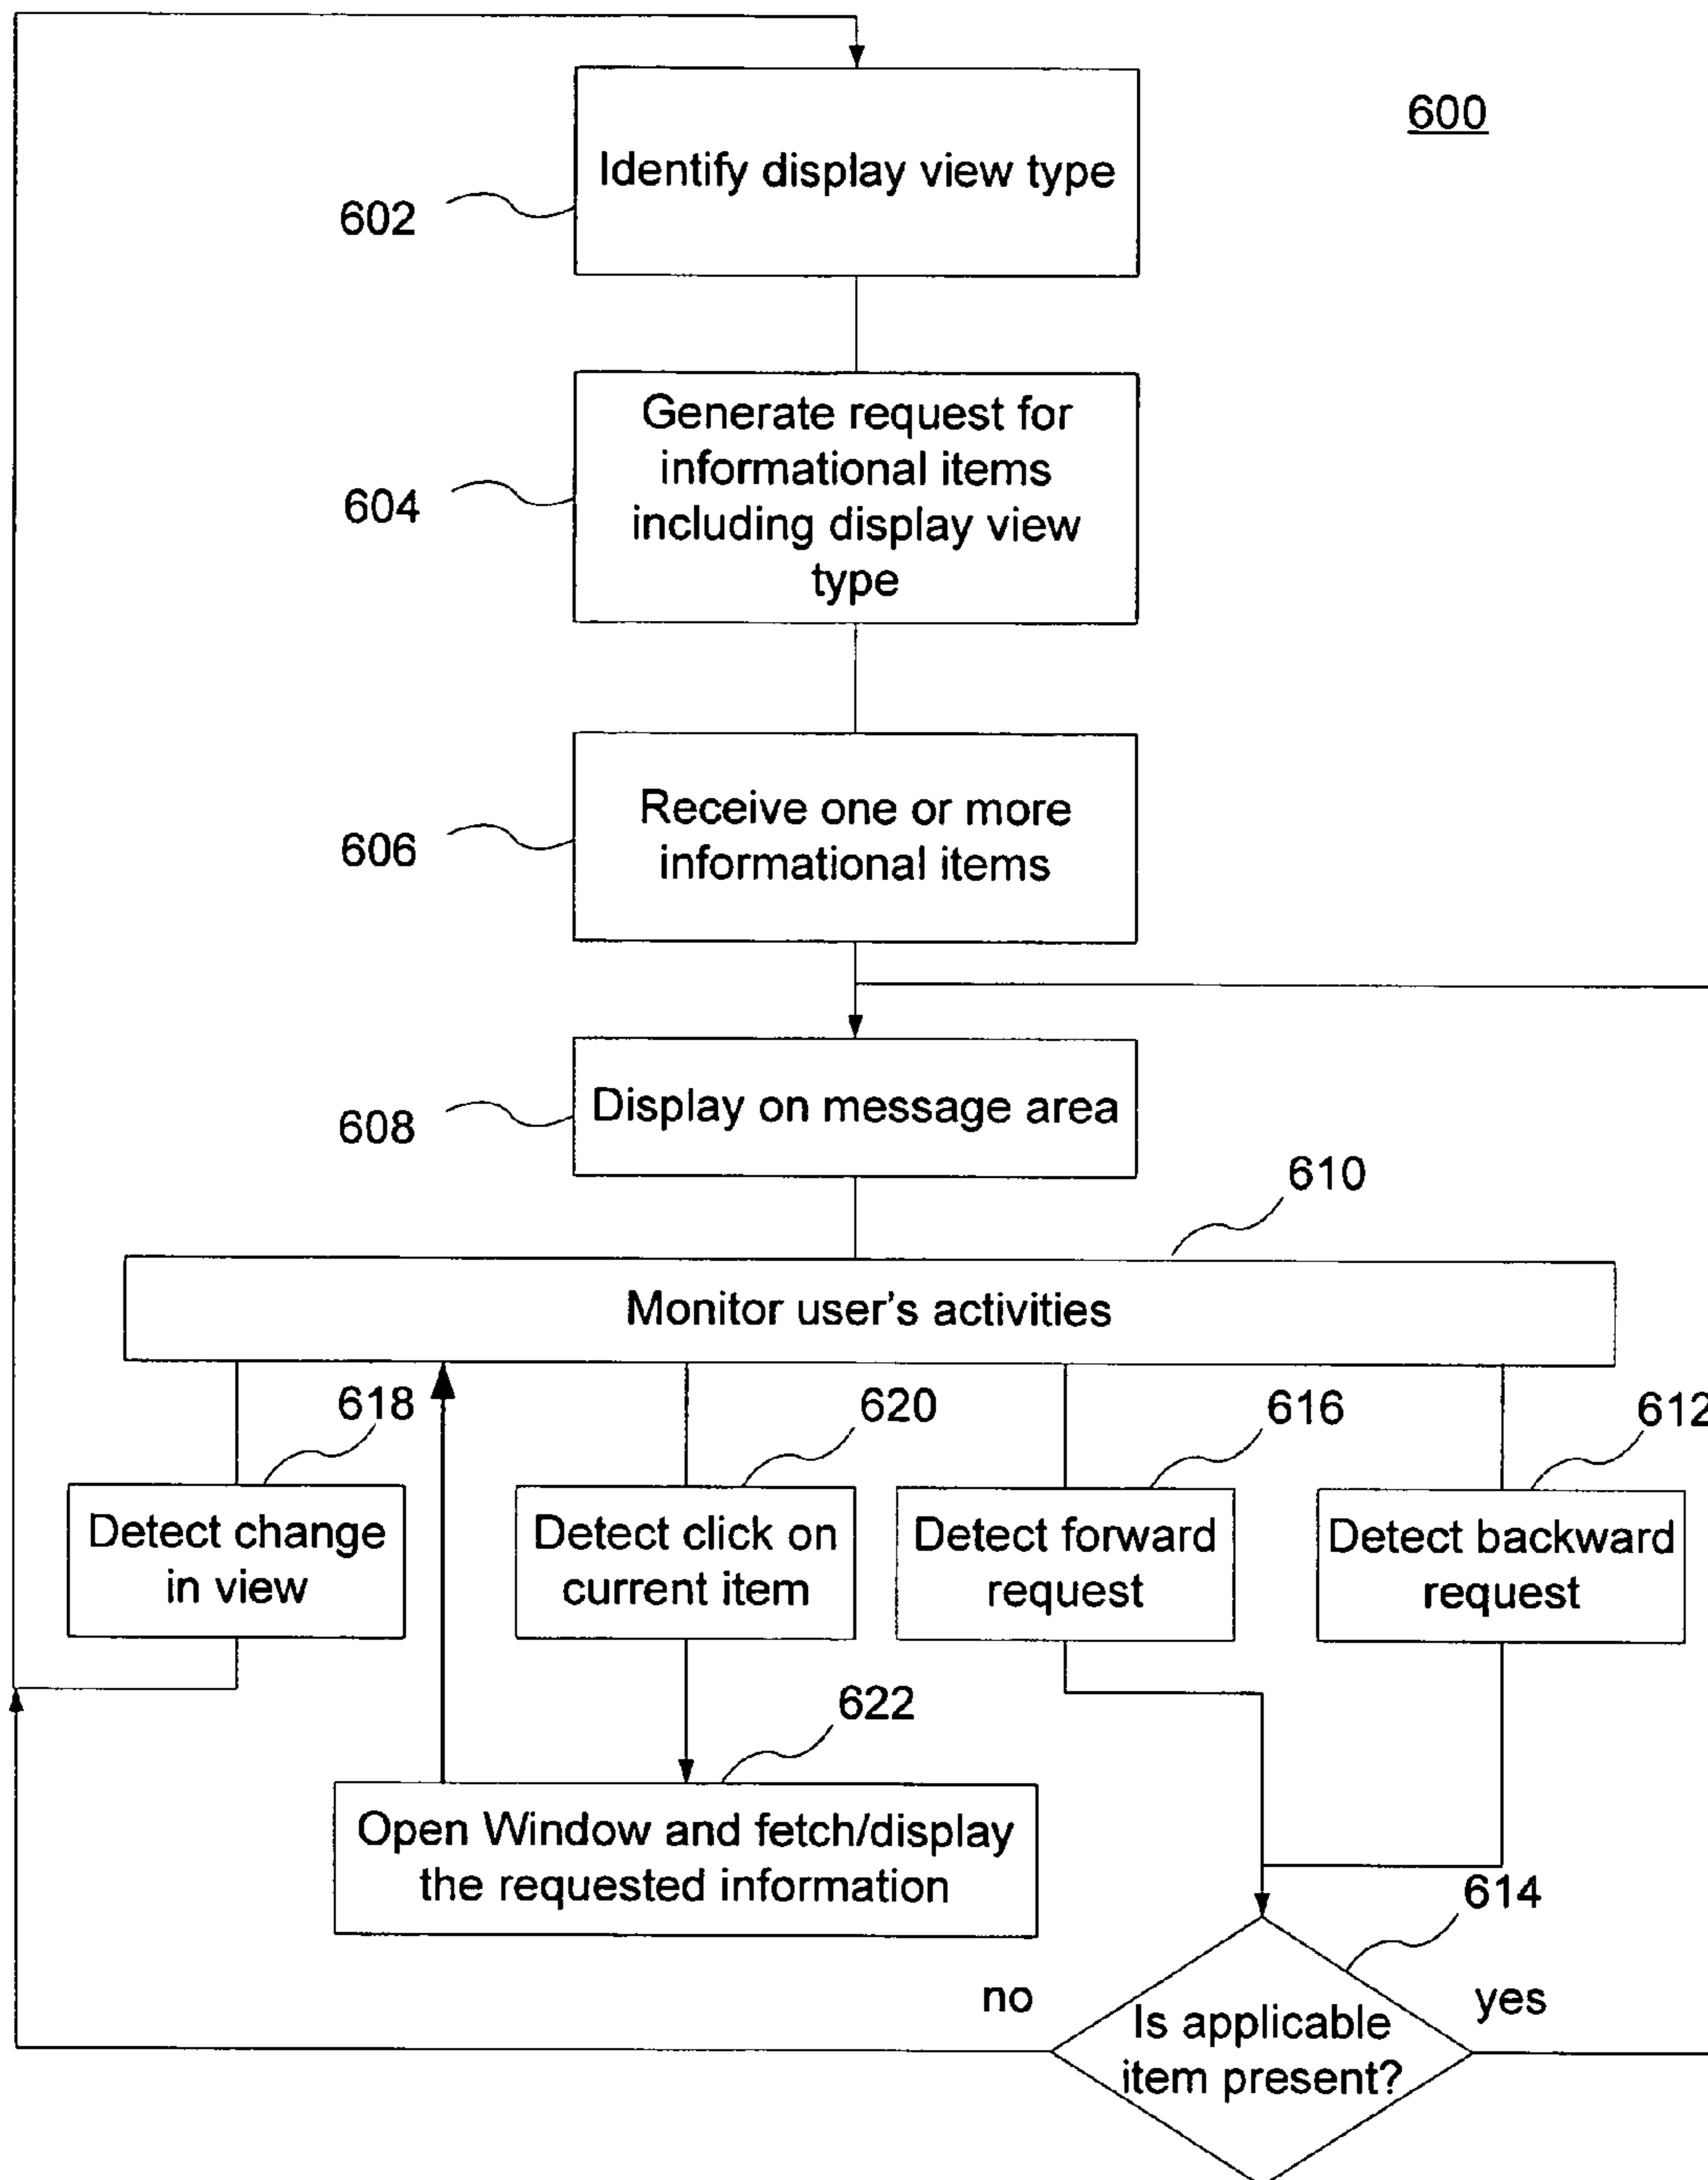 600
Identify display view type
602
Generate request for
informational items
including display view
type
604
Receive one or more
informational items
606
Display on message area
608
610
Monitor user's activities
618
620
616
612
Detect change
in view
Detect click on
current item
Detect forward
request
Detect backward
request
622
Open Window and fetch/display
the requested information
614
no
yes
Is applicable
item present?